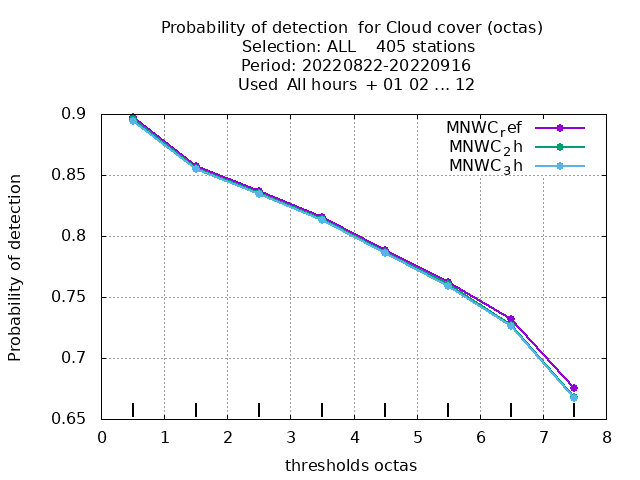 Probability of detection  for Cloud cover (octas)
Selection: ALL    405 stations
Period: 20220822-20220916
Used  All hours  + 01 02 ... 12
MNWC_ref
MNWC_2h
MNWC_3h
0.9
0.85
0.8
0.75
0.7
0.65
Probability of detection
0 1 2 3 4 5 6 7 8
thresholds octas